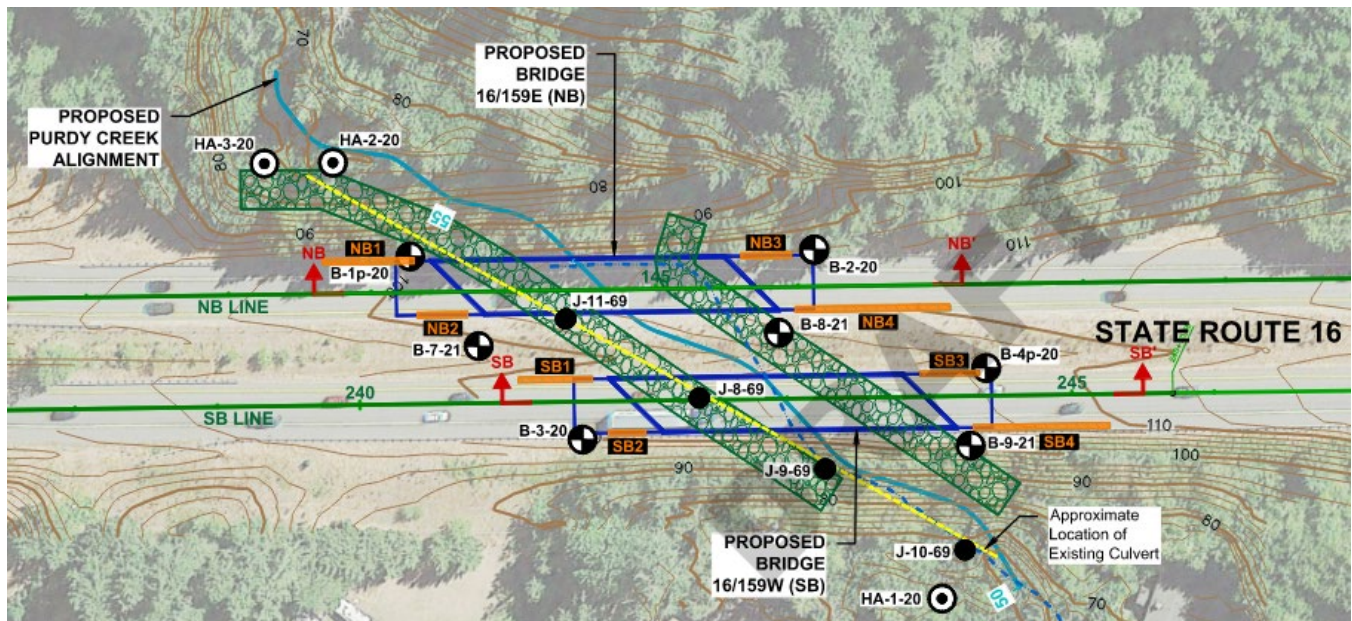 70
PROPOSED
BRIDGE
16/159E (NB)
80
PROPOSED
PURDY CREEK
ALIGNMENT
HA-3-20
HA-2-20
80
80
100
55
90
90
110
NB
NB1
B-1p-20
NB3
B-2-20
NB'
145
100
NB LINE
NB2
J-11-69
NB4
B-7-21
B-8-21
STATE ROUTE 16
SB
SB1
SB3
B-4p-20
SB'
240
J-8-69
245
SB LINE
B-3-20
SB2
B-9-21
SB4
110
100
90
J-9-69
80
90
80
PROPOSED
BRIDGE
16/159W (SB)
J-10-69
Approximate
Location of
Existing Culvert
HA-1-20
50
70